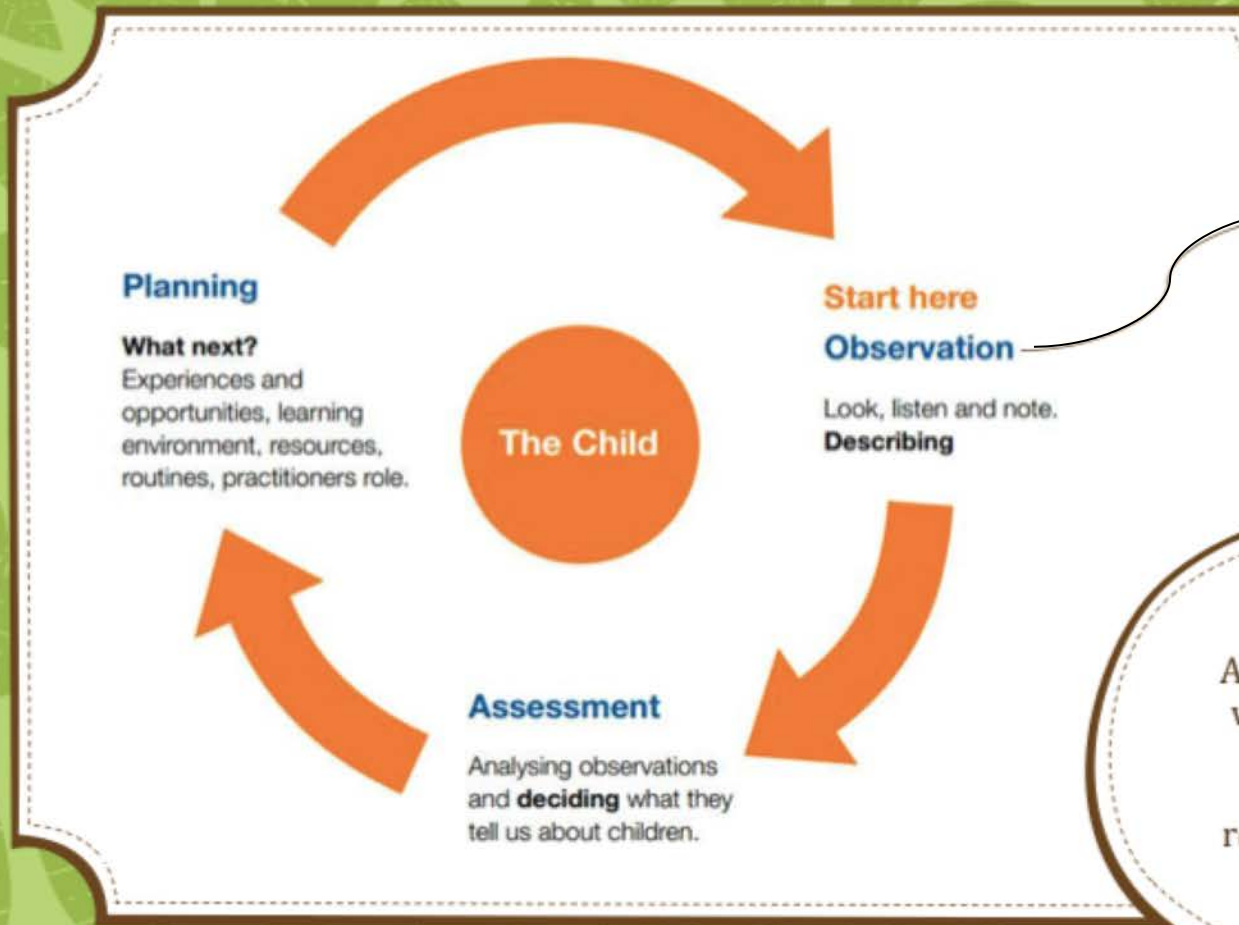 Planning
What next?
Experiences and
opportunities, learning
environment, resources,
routines, practitioners role.
The Child
Start here
Observation
Look, listen and note.
Describing
Assessment
Analysing observations
and deciding what they
tell us about children.